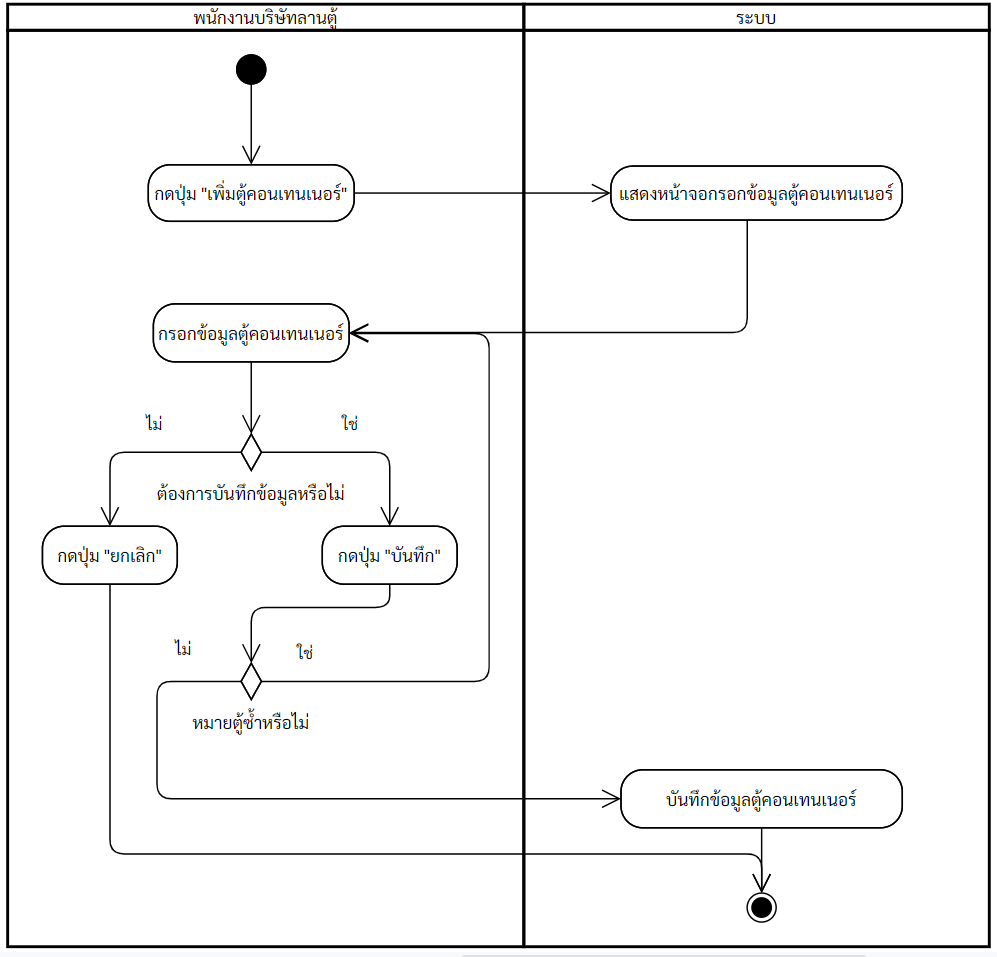 พนักงานบริษัทลานตู้
ระบบ
กดปุ่ม "เพิ่มตู้คอนเทนเนอร์"
แสดงหน้าจอกรอกข้อมูลตู้คอนเทนเนอร์
กรอกข้อมูลตู้คอนเทนเนอร์
ไม่
ใช่
ต้องการบันทึกข้อมูลหรือไม่
กดปุ่ม "ยกเลิก"
กดปุ่ม "บันทึก"
ไม่
ใช่
หมายตู้ซ้ำหรือไม่
บันทึกข้อมูลตู้คอนเทนเนอร์